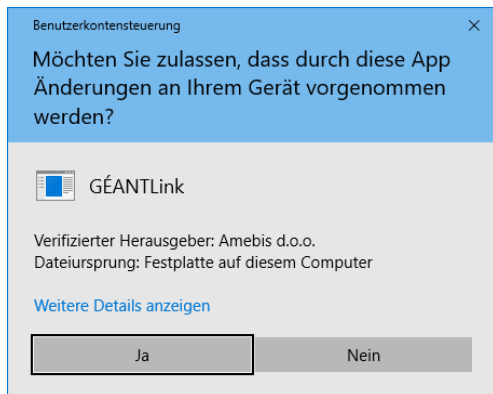 Benutzerkontensteuerung
Möchten Sie zulassen, dass durch diese App
Änderungen an Ihrem Gerät vorgenommen
werden?
GÉANTLink
Verifizierter Herausgeber: Amebis d.o.o.
Dateiursprung: Festplatte auf diesem Computer
Weitere Details anzeigen
Ja Nein